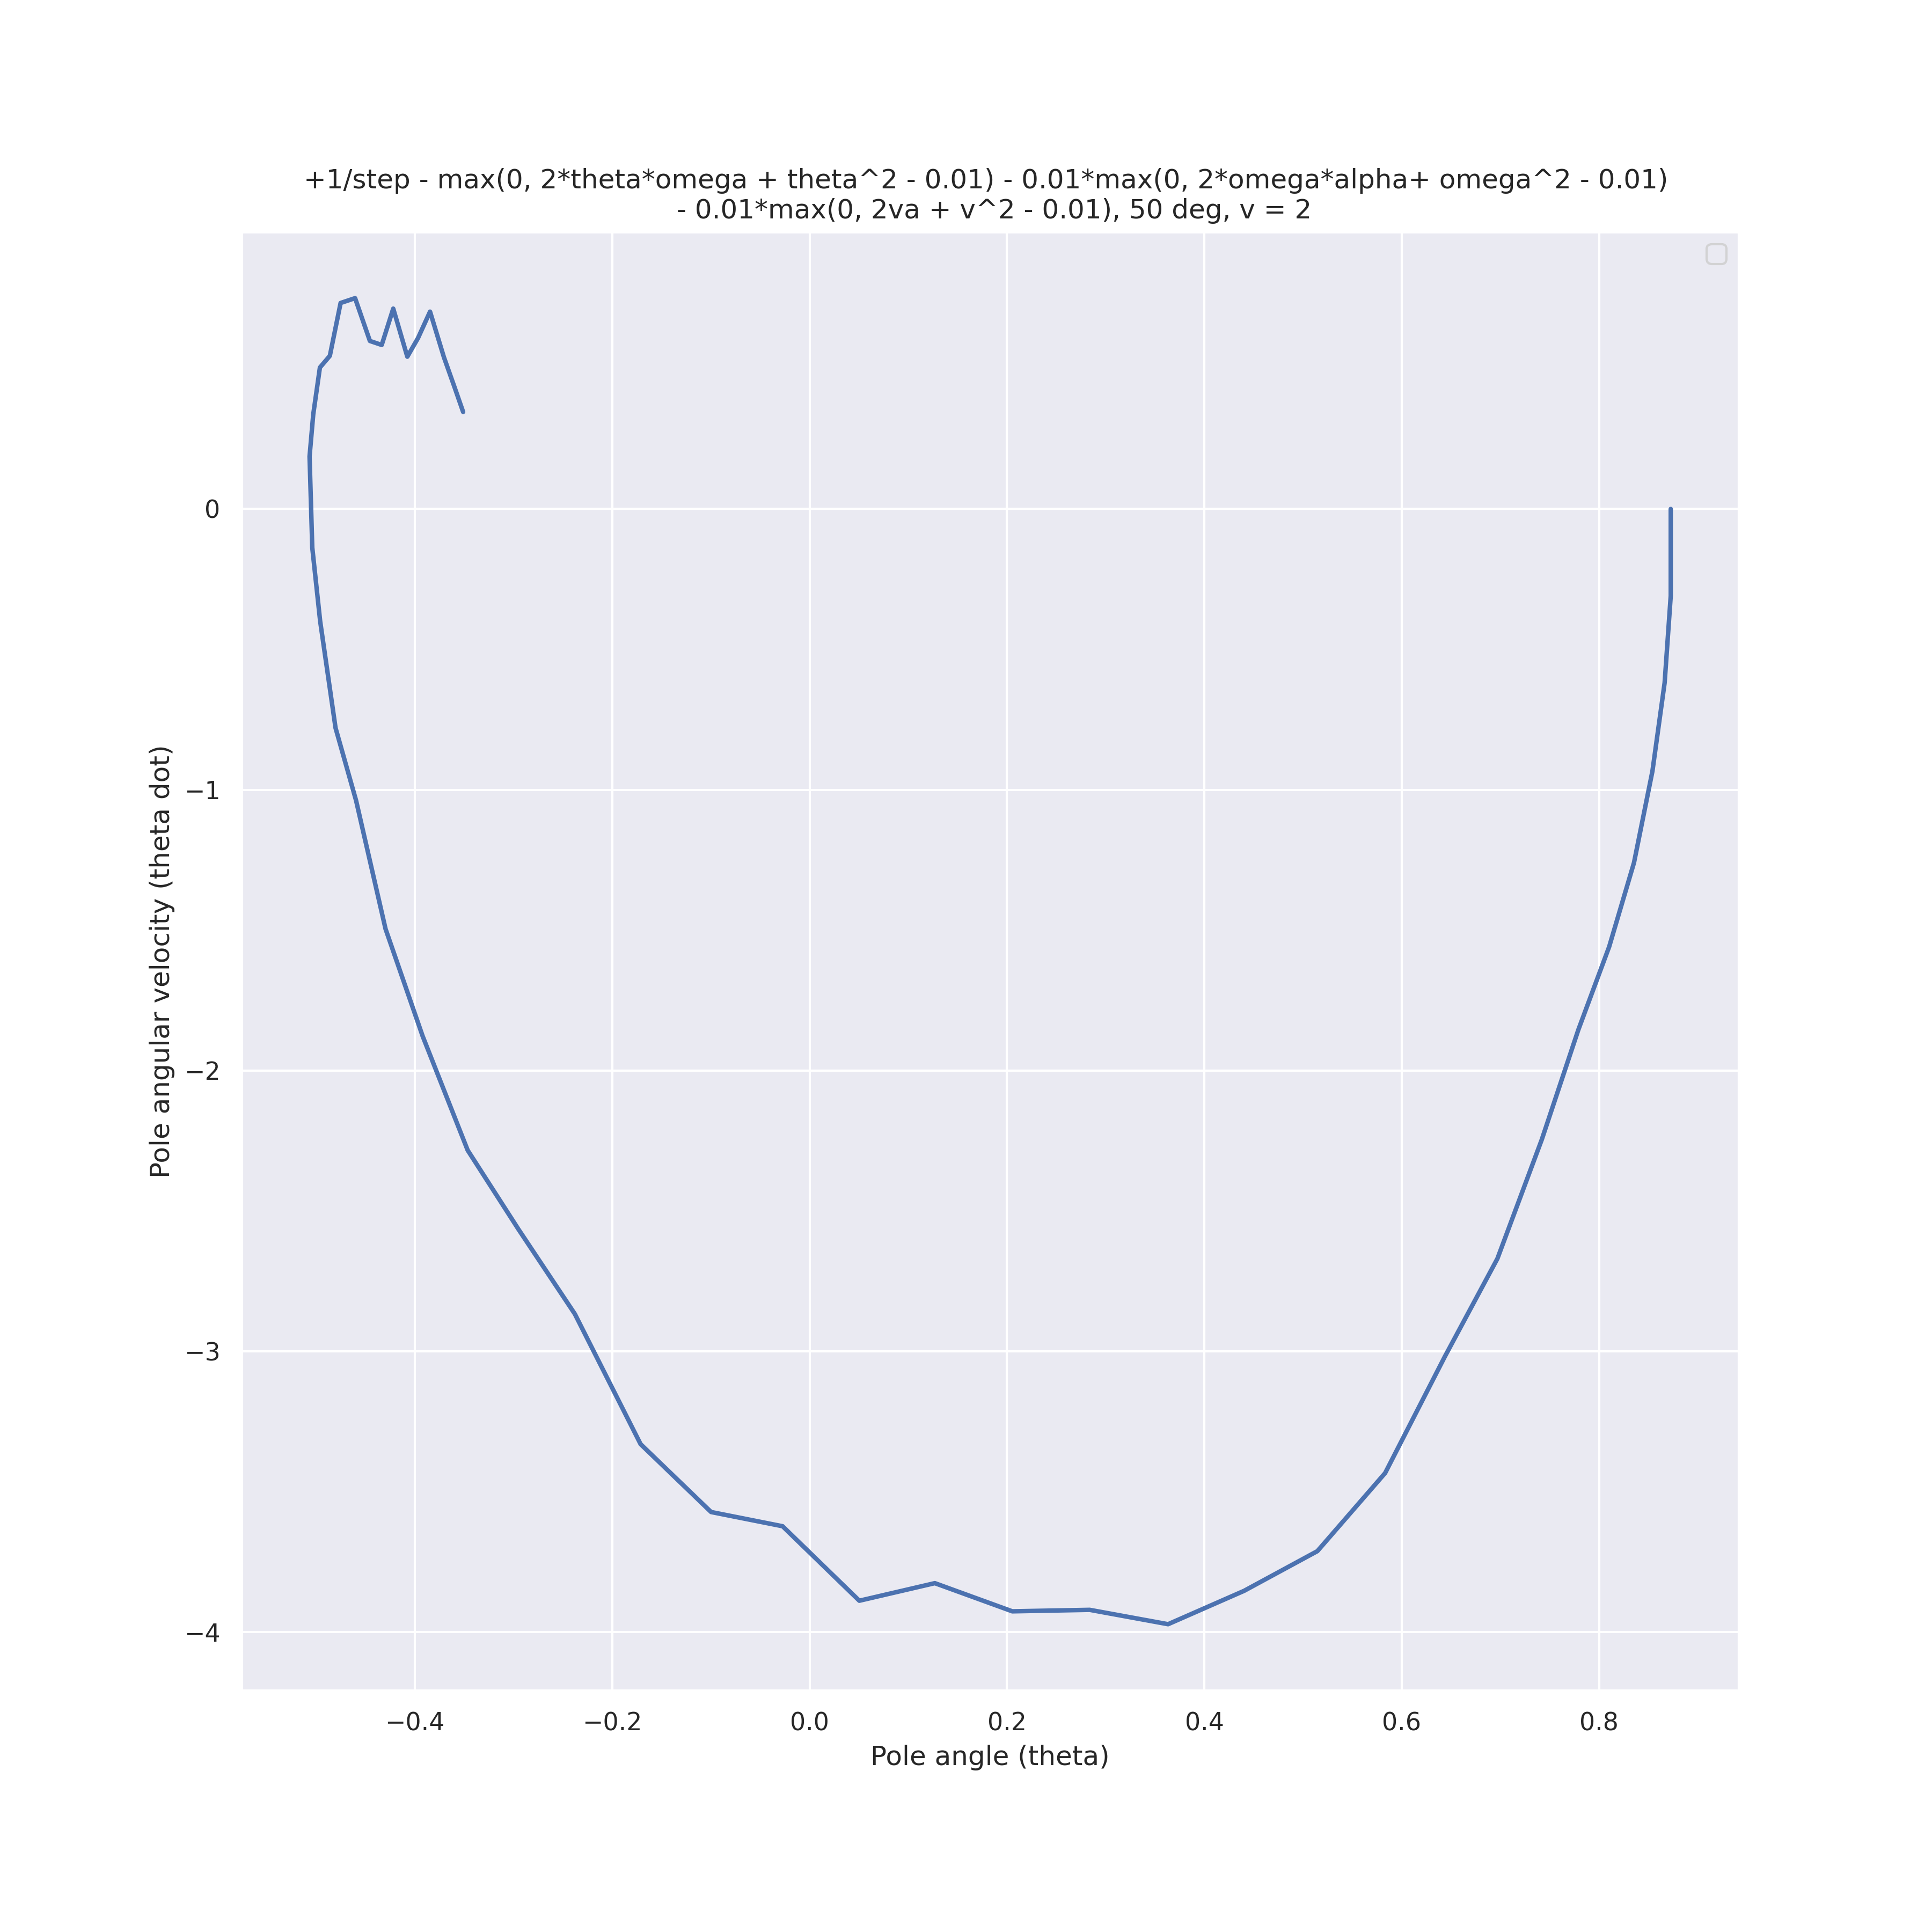 +1/step - max(0, 2*theta*omega + theta^2 - 0.01) - 0.01*max(0, 2*omega*alpha+ omega^2 - 0.01)
- 0.01*max(0, 2va + v^2 - 0.01), 50 deg, v = 2
0
−1
−2
−3
−4
Pole angular velocity (theta dot)
−0.4 −0.2 0.0 0.2 0.4 0.6 0.8
Pole angle (theta)